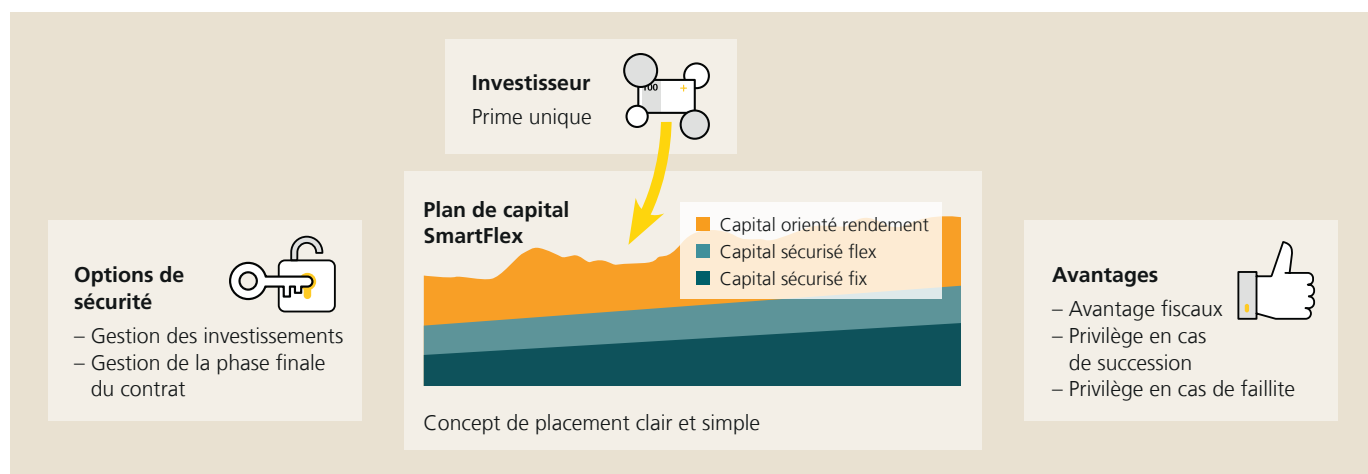 Investisseur
Prime unique
100 +
Plan de capital
SmartFlex
Capital orienté rendement
Capital sécurisé flex
Capital sécurisé fix
Concept de placement clair et simple
Options de
sécurité
– Gestion des investissements
– Gestion de la phase finale
du contrat
Avantages
– Avantage fiscaux
– Privilège en cas
de succession
– Privilège en cas de faillite